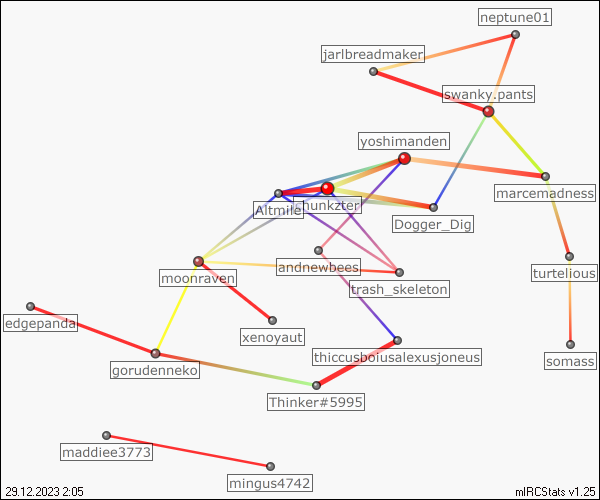 neptune01
jarlbreadmaker
swanky.pants
yoshimanden
marcemadness
Altmile
Dogger_Dig
moonraven
andnewbees
trash_skeleton
turtelious
edgepanda
xenoyaut
thiccusboiusalexusjoneus
somass
gorudenneko
Thinker#5995
maddiee3773
mingus4742
29.12.2023 2:05
mIRCStats v1.25